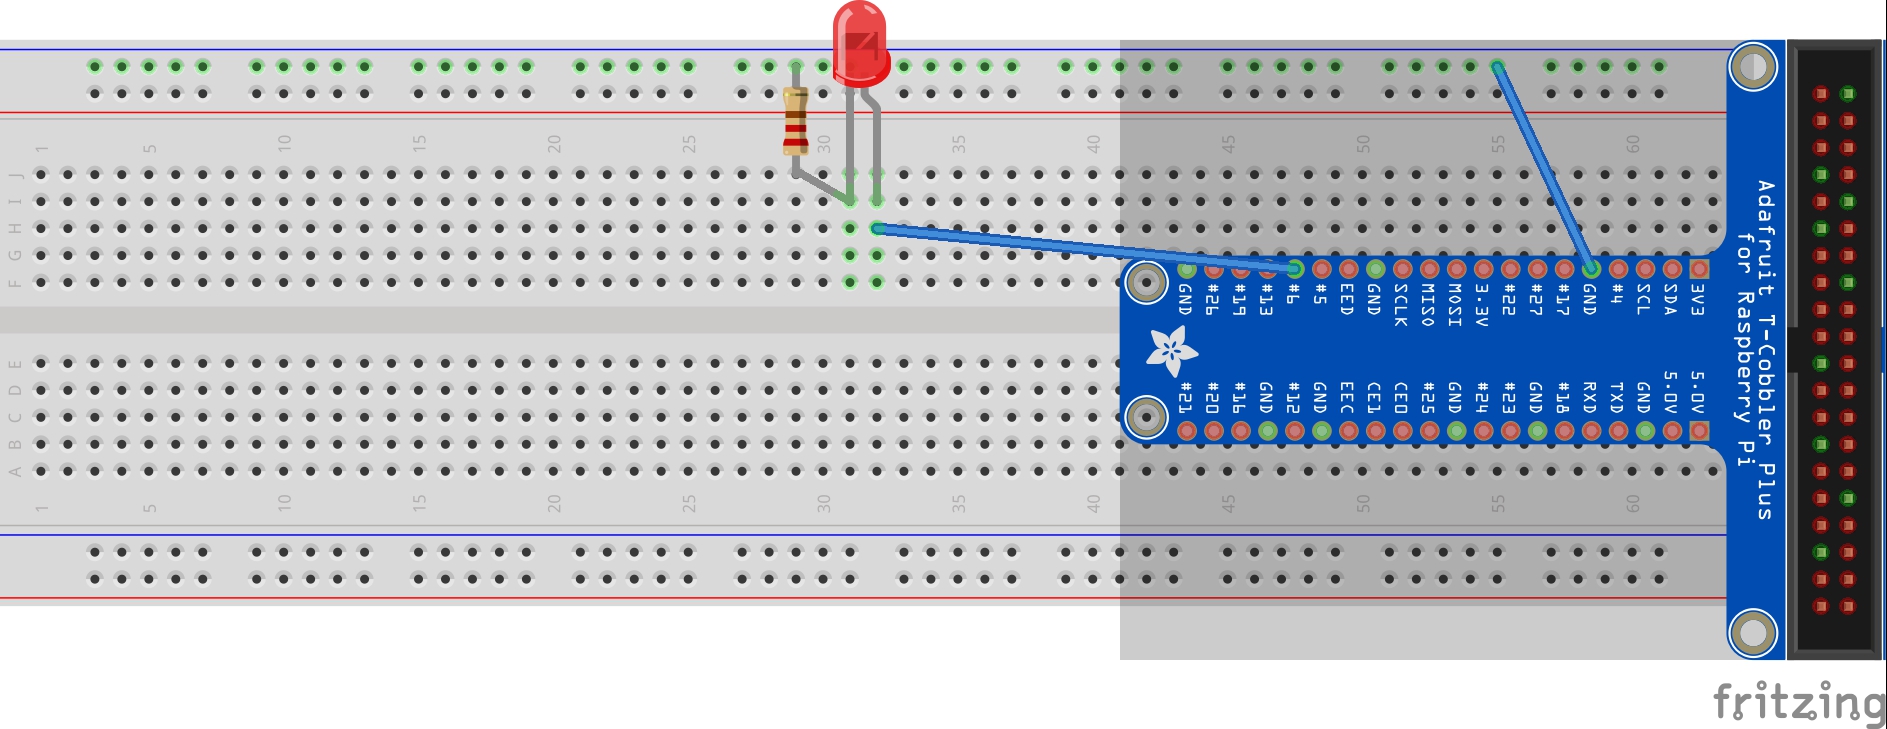 1 5 10 15 20 25 30 35 40 45 50 55 60
J
I
H
G
F
GND #26 #19 #13 #6 #5 EED GND SCLK MISO MOSI 3.3V #22 #27 #17 GND #4 SCL SDA 3V3
Adafruit T-Cobbler Plus
for Raspberry Pi
E
D
C
B
A
#21 #20 #16 GND #12 GND EEC CE1 CE0 #25 GND #24 #23 GND #18 RXD TXD GND 5.0V 5.0V
1 5 10 15 20 25 30 35 40 45 50 55 60
fritzing